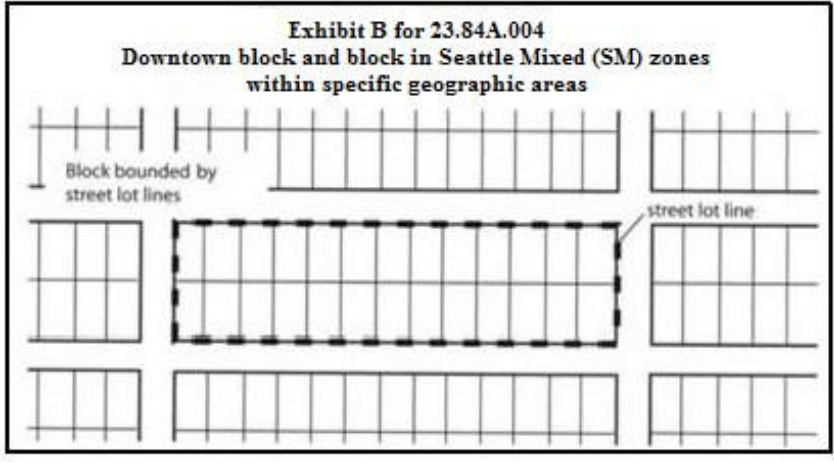 Exhibit B for 23.84A.004
Downtown block and block in Seattle Mixed (SM) zones
within specific geographic areas
Block bounded by
street lot lines
street lot line